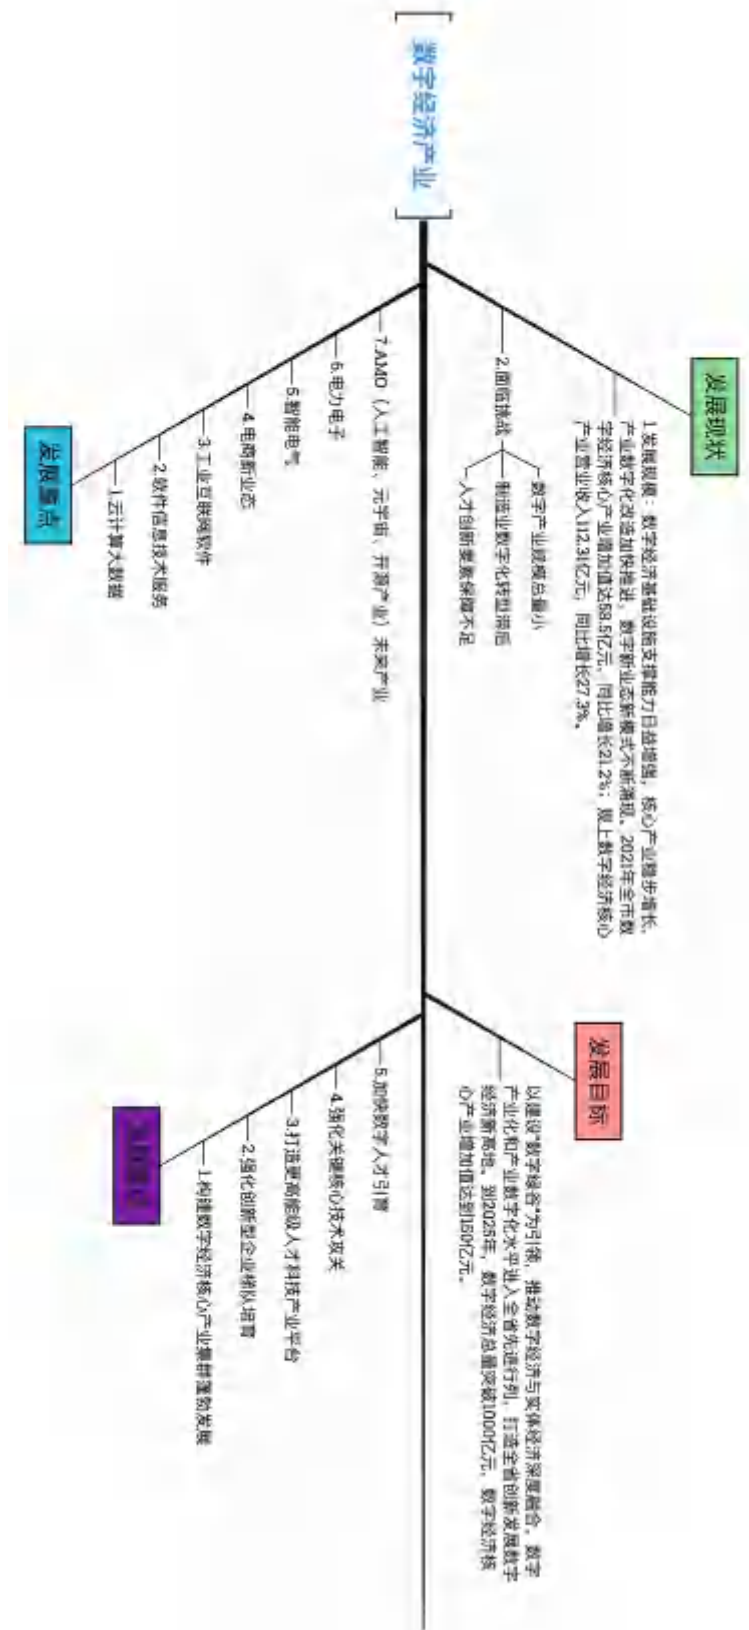 数字经济产业
发展现状
1.发展规模：数字经济基础设施支撑能力日益增强，核心产业稳步增长，
产业数字化改造加快推进，数字新业态新模式不断涌现。2021年全市数
字经济核心产业增加值达58.5亿元，同比增长21.2%；规上数字经济核心
产业营业收入112.31亿元，同比增长27.3%。
2.面临挑战
数字产业规模总量小
制造业数字化转型滞后
人才创新要素保障不足
7.AMO（人工智能、元宇宙、开源产业）未来产业
6.电力电子
5.智能电气
4.电商新业态
3.工业互联网软件
2.软件信息技术服务
1.云计算大数据
发展重点
发展目标
以建设“数字绿谷”为引领，推动数字经济与实体经济深度融合，数字
产业化和产业数字化水平进入全省先进行列，打造全省创新发展数字
经济新高地。到2025年，数字经济总量突破1000亿元，数字经济核
心产业增加值达到160亿元。
5.加快数字人才引育
4.强化关键核心技术攻关
3.打造更高能级人才科技产业平台
2.强化创新型企业梯队培育
1.构建数字经济核心产业集群蓬勃发展